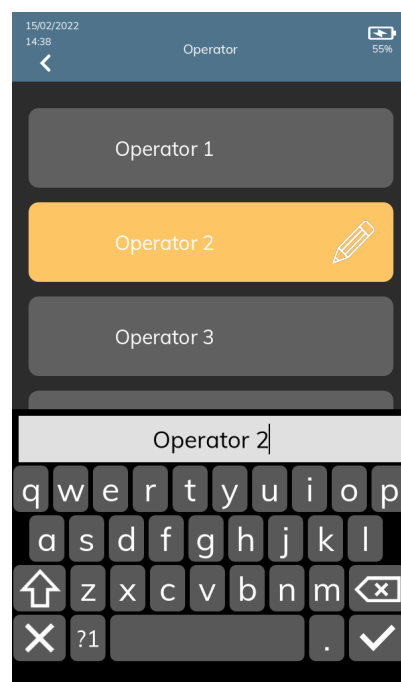 15/02/2022
14:38
Operator
55%
Operator 1
Operator 2
Operator 3
Operator 2
q w e r t y u i o p
a s d f g h j k l
z x c v b n m
?1 .